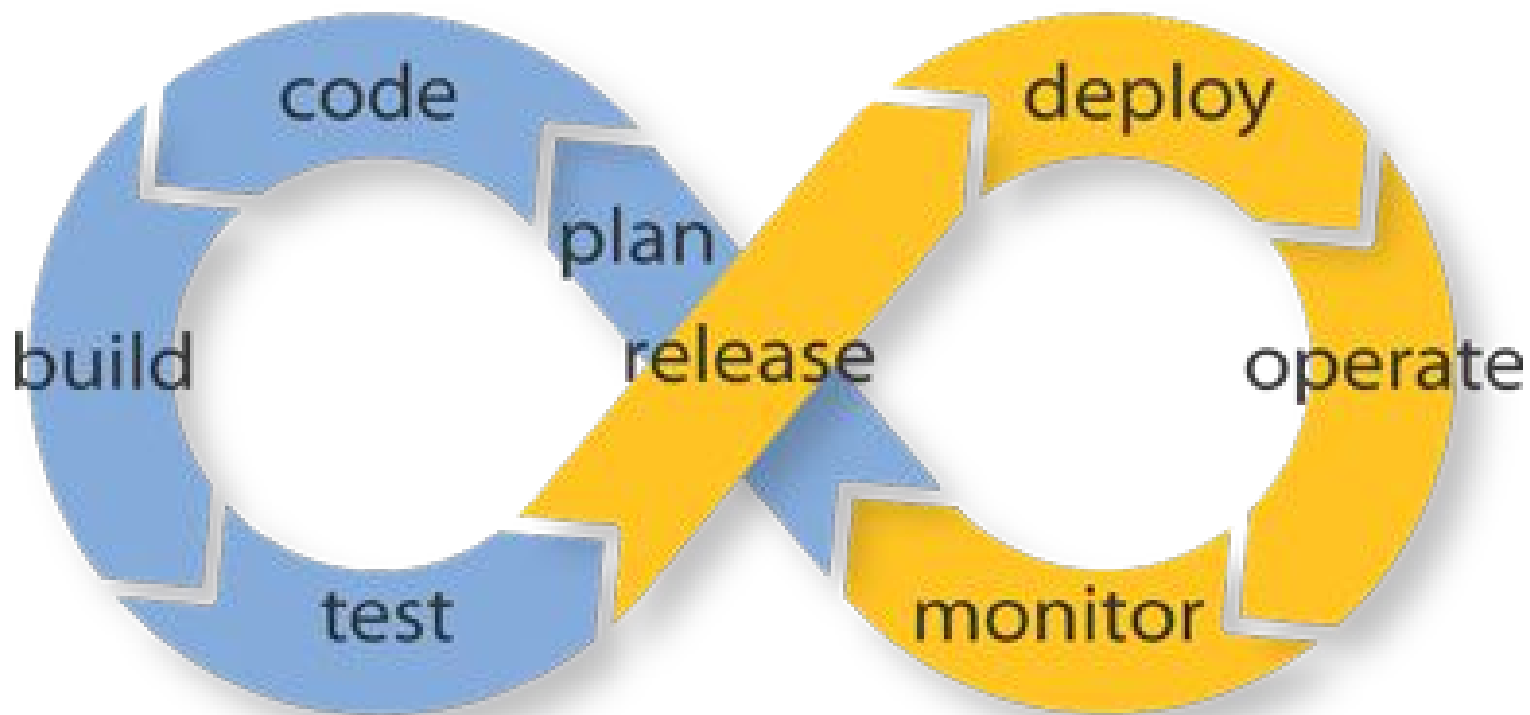 code
deploy
plan
build
release
operate
test
monitor